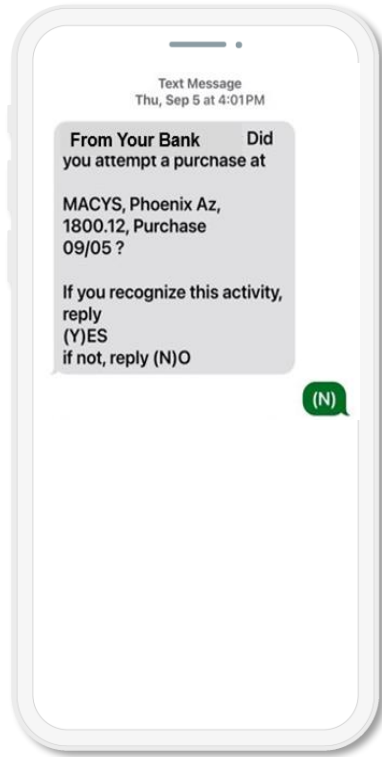 Text Message
Thu, Sep 5 at 4:01PM
From Your Bank Did
you attempt a purchase at
MACYS, Phoenix Az,
1800.12, Purchase
09/05 ?
If you recognize this activity,
reply
(Y)ES
if not, reply (N)O
(N)